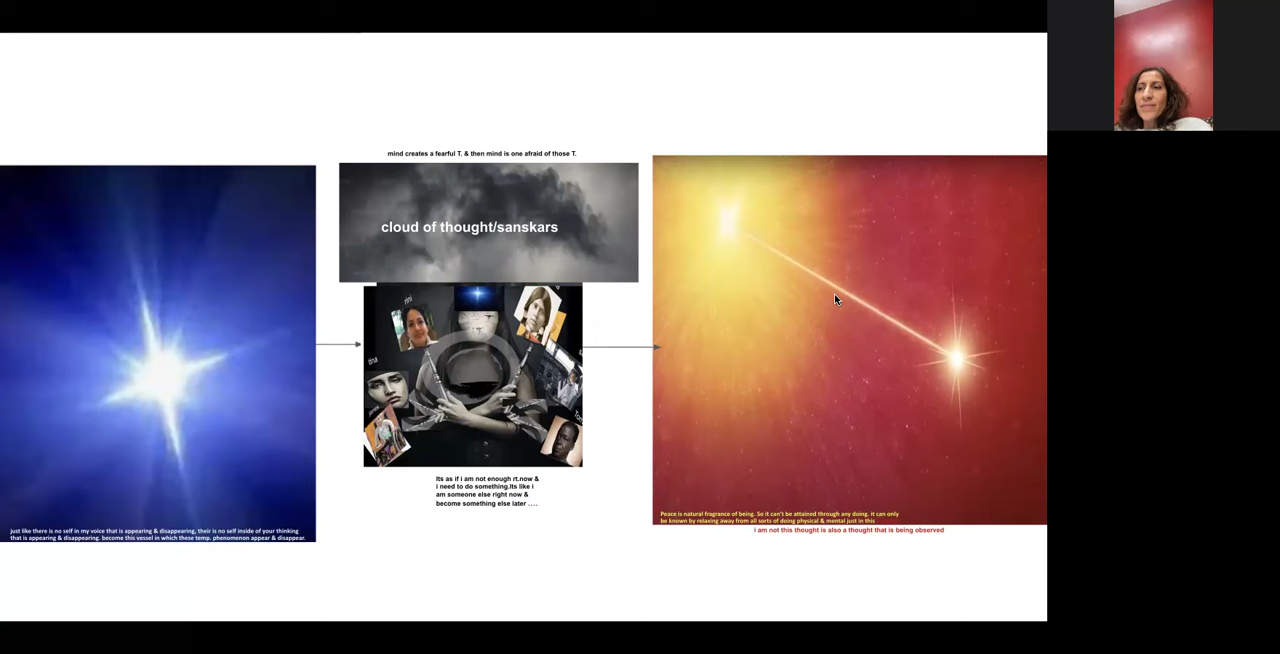 mind creates a fearful T. & then mind is one afraid of those T.
cloud of thought/sanskars
rini
tina
Its as if i am not enough rt.now &
i need to do something.Its like i
am someone else right now &
become something else later ....
just like there is no self in my voice that is appearing & disappearing, their is no self inside of your thinking
that is appearing & disappearing. become this vessel in which these temp. phenomenon appear & disappear.
Peace is natural fragrance of being. So it can't be attained through any doing. it can only
be known by relaxing away from all sorts of doing physical & mental just in this
i am not this thought is also a thought that is being observed